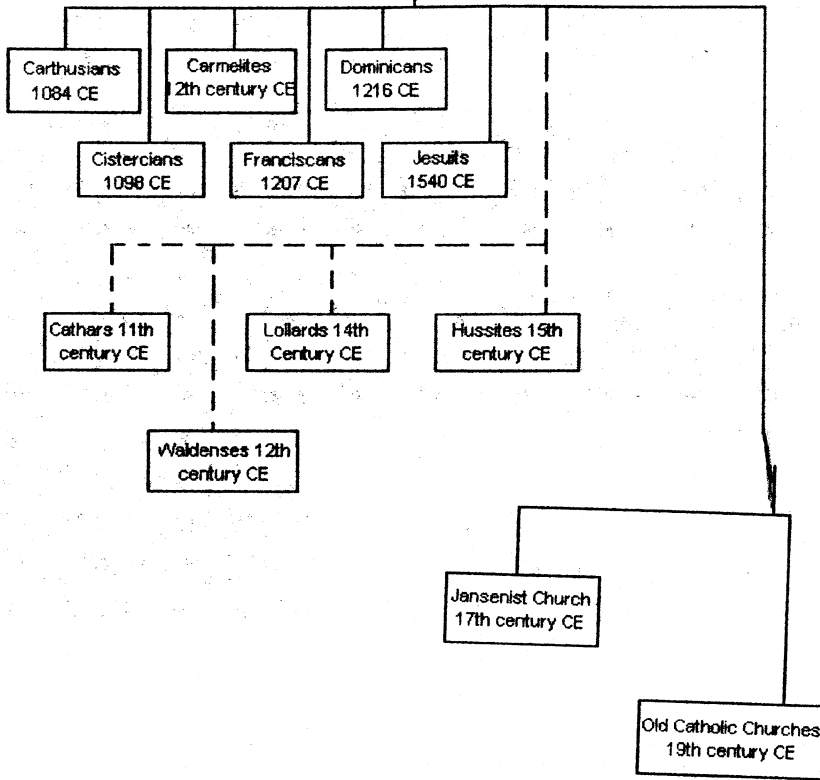 Carthusians
1084 CE
Carmelites
12th century CE
Dominicans
1216 CE
Cistercians
1098 CE
Franciscans
1207 CE
Jesuits
1540 CE
Cathars 11th
century CE
Lollards 14th
Century CE
Hussites 15th
century CE
Waldenses 12th
century CE
Jansenist Church
17th century CE
Old Catholic Churches
19th century CE